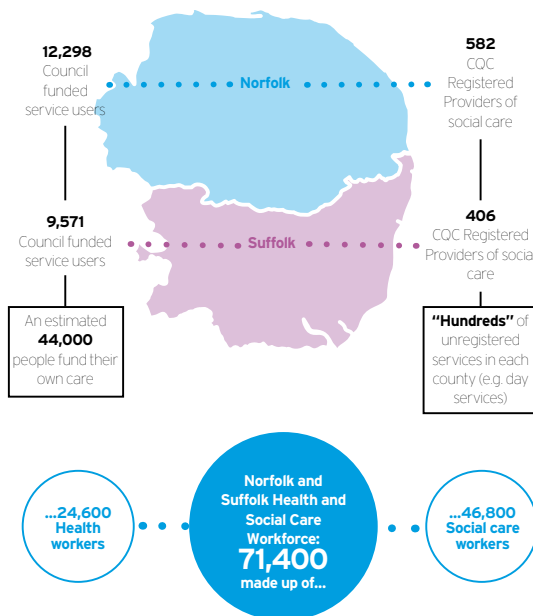 12,298
Council
funded
service users
Norfolk
582
CQC
Registered
Providers of
social care
9,571
Council funded
service users
Suffolk
406
CQC Registered
Providers of social
care
An estimated
44,000
people fund their
own care
"Hundreds" of
unregistered
services in each
county (e.g. day
services)
...24,600
Health
workers
Norfolk and
Suffolk Health and
Social Care
Workforce:
71,400
made up of...
...46,800
Social care
workers